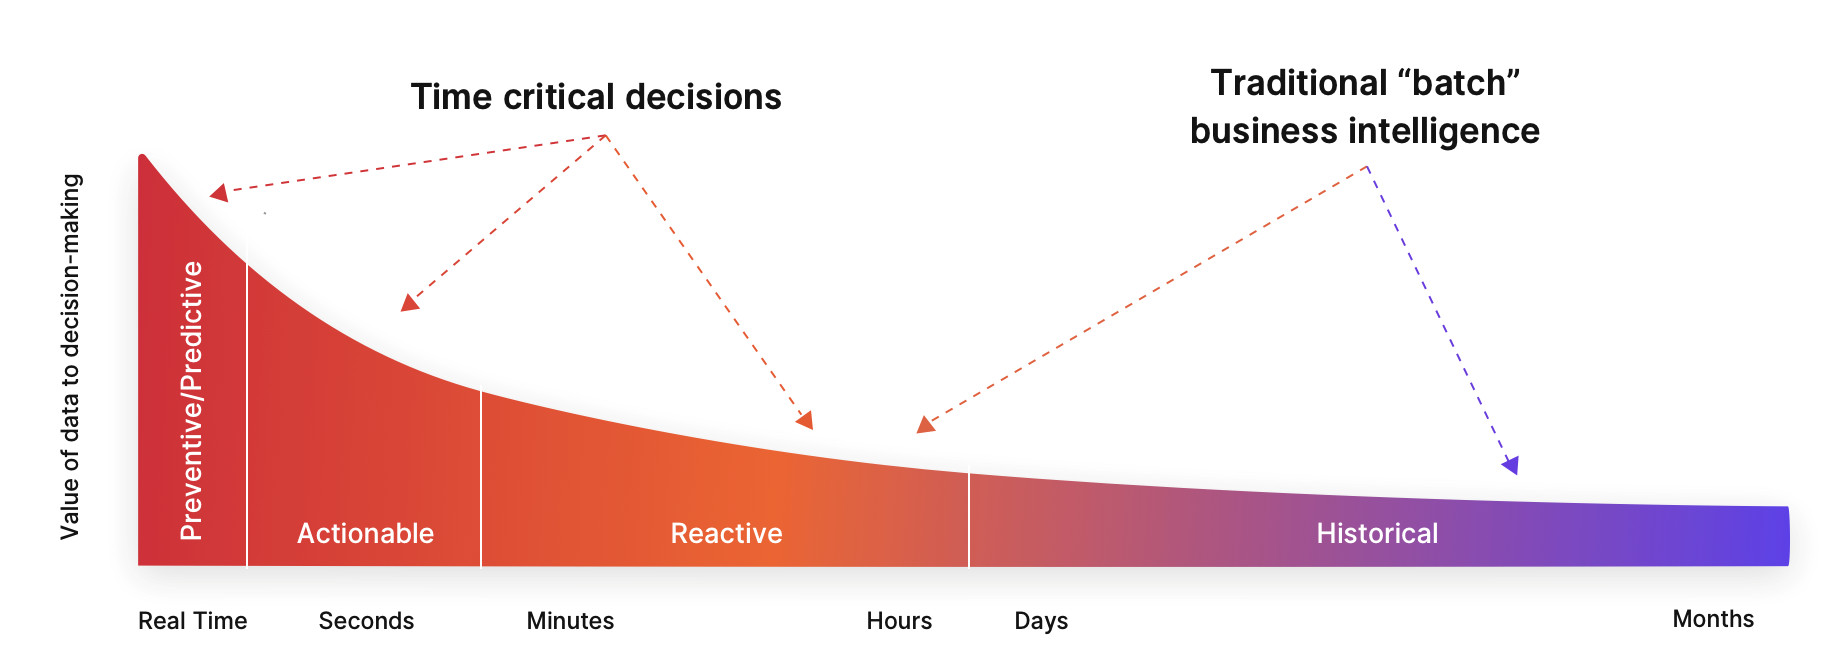 Time critical decisions
Traditional “batch”
business intelligence
Value of data to decision-making
Preventive/Predictive
Actionable
Reactive
Historical
Real Time
Seconds
Minutes
Hours
Days
Months